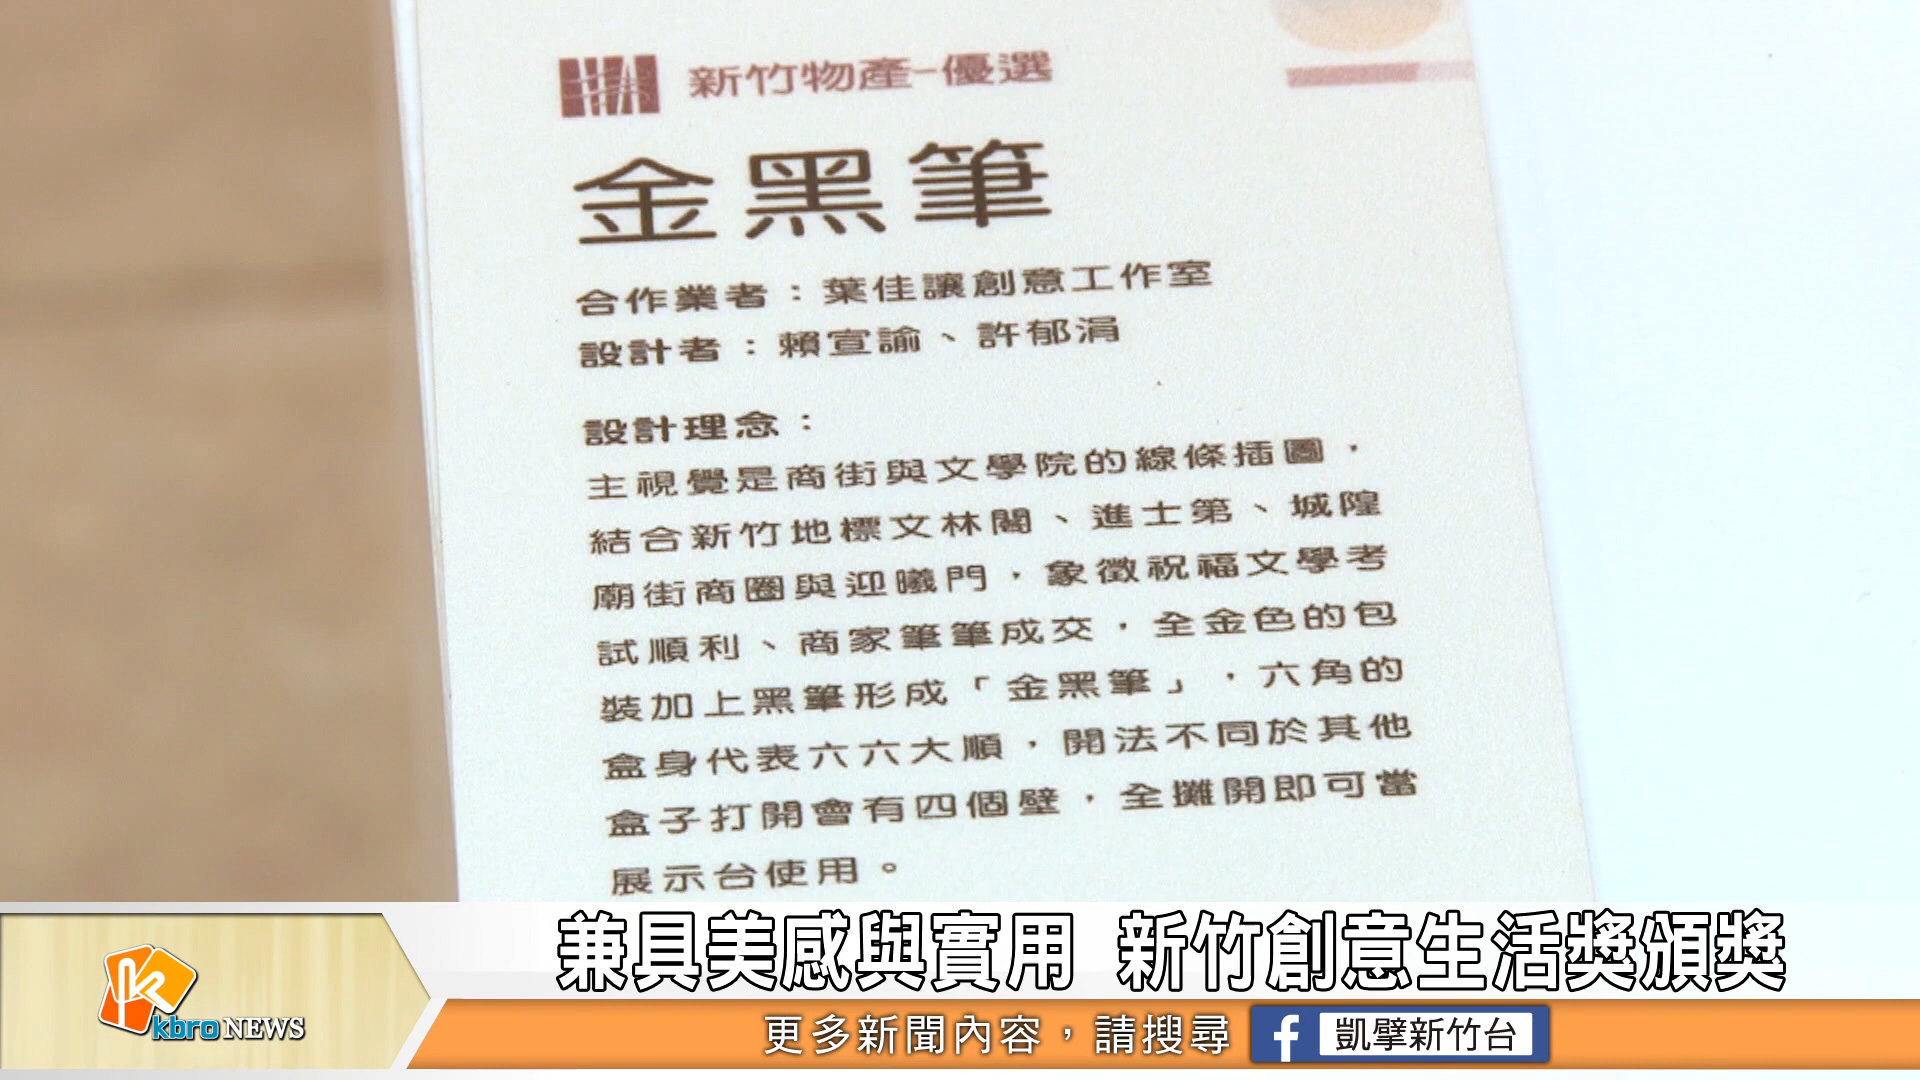 新竹物產-優選
金黑筆
合作業者：葉佳讓創意工作室
設計者：賴宣諭、許郁涓
設計理念：
主視覺是商街與文學院的線條插圖，
結合新竹地標文林閣、進士第、城隍
廟街商圈與迎曦門，象徵祝福文學考
試順利、商家筆筆成交，全金色的包
裝加上黑筆形成「金黑筆」，六角的
盒身代表六六大順，開法不同於其他
盒子打開會有四個壁，全攤開即可當
展示台使用。
兼具美感與實用 新竹創意生活獎頒獎
kbro NEWS
更多新聞內容，請搜尋 f 凱擘新竹台